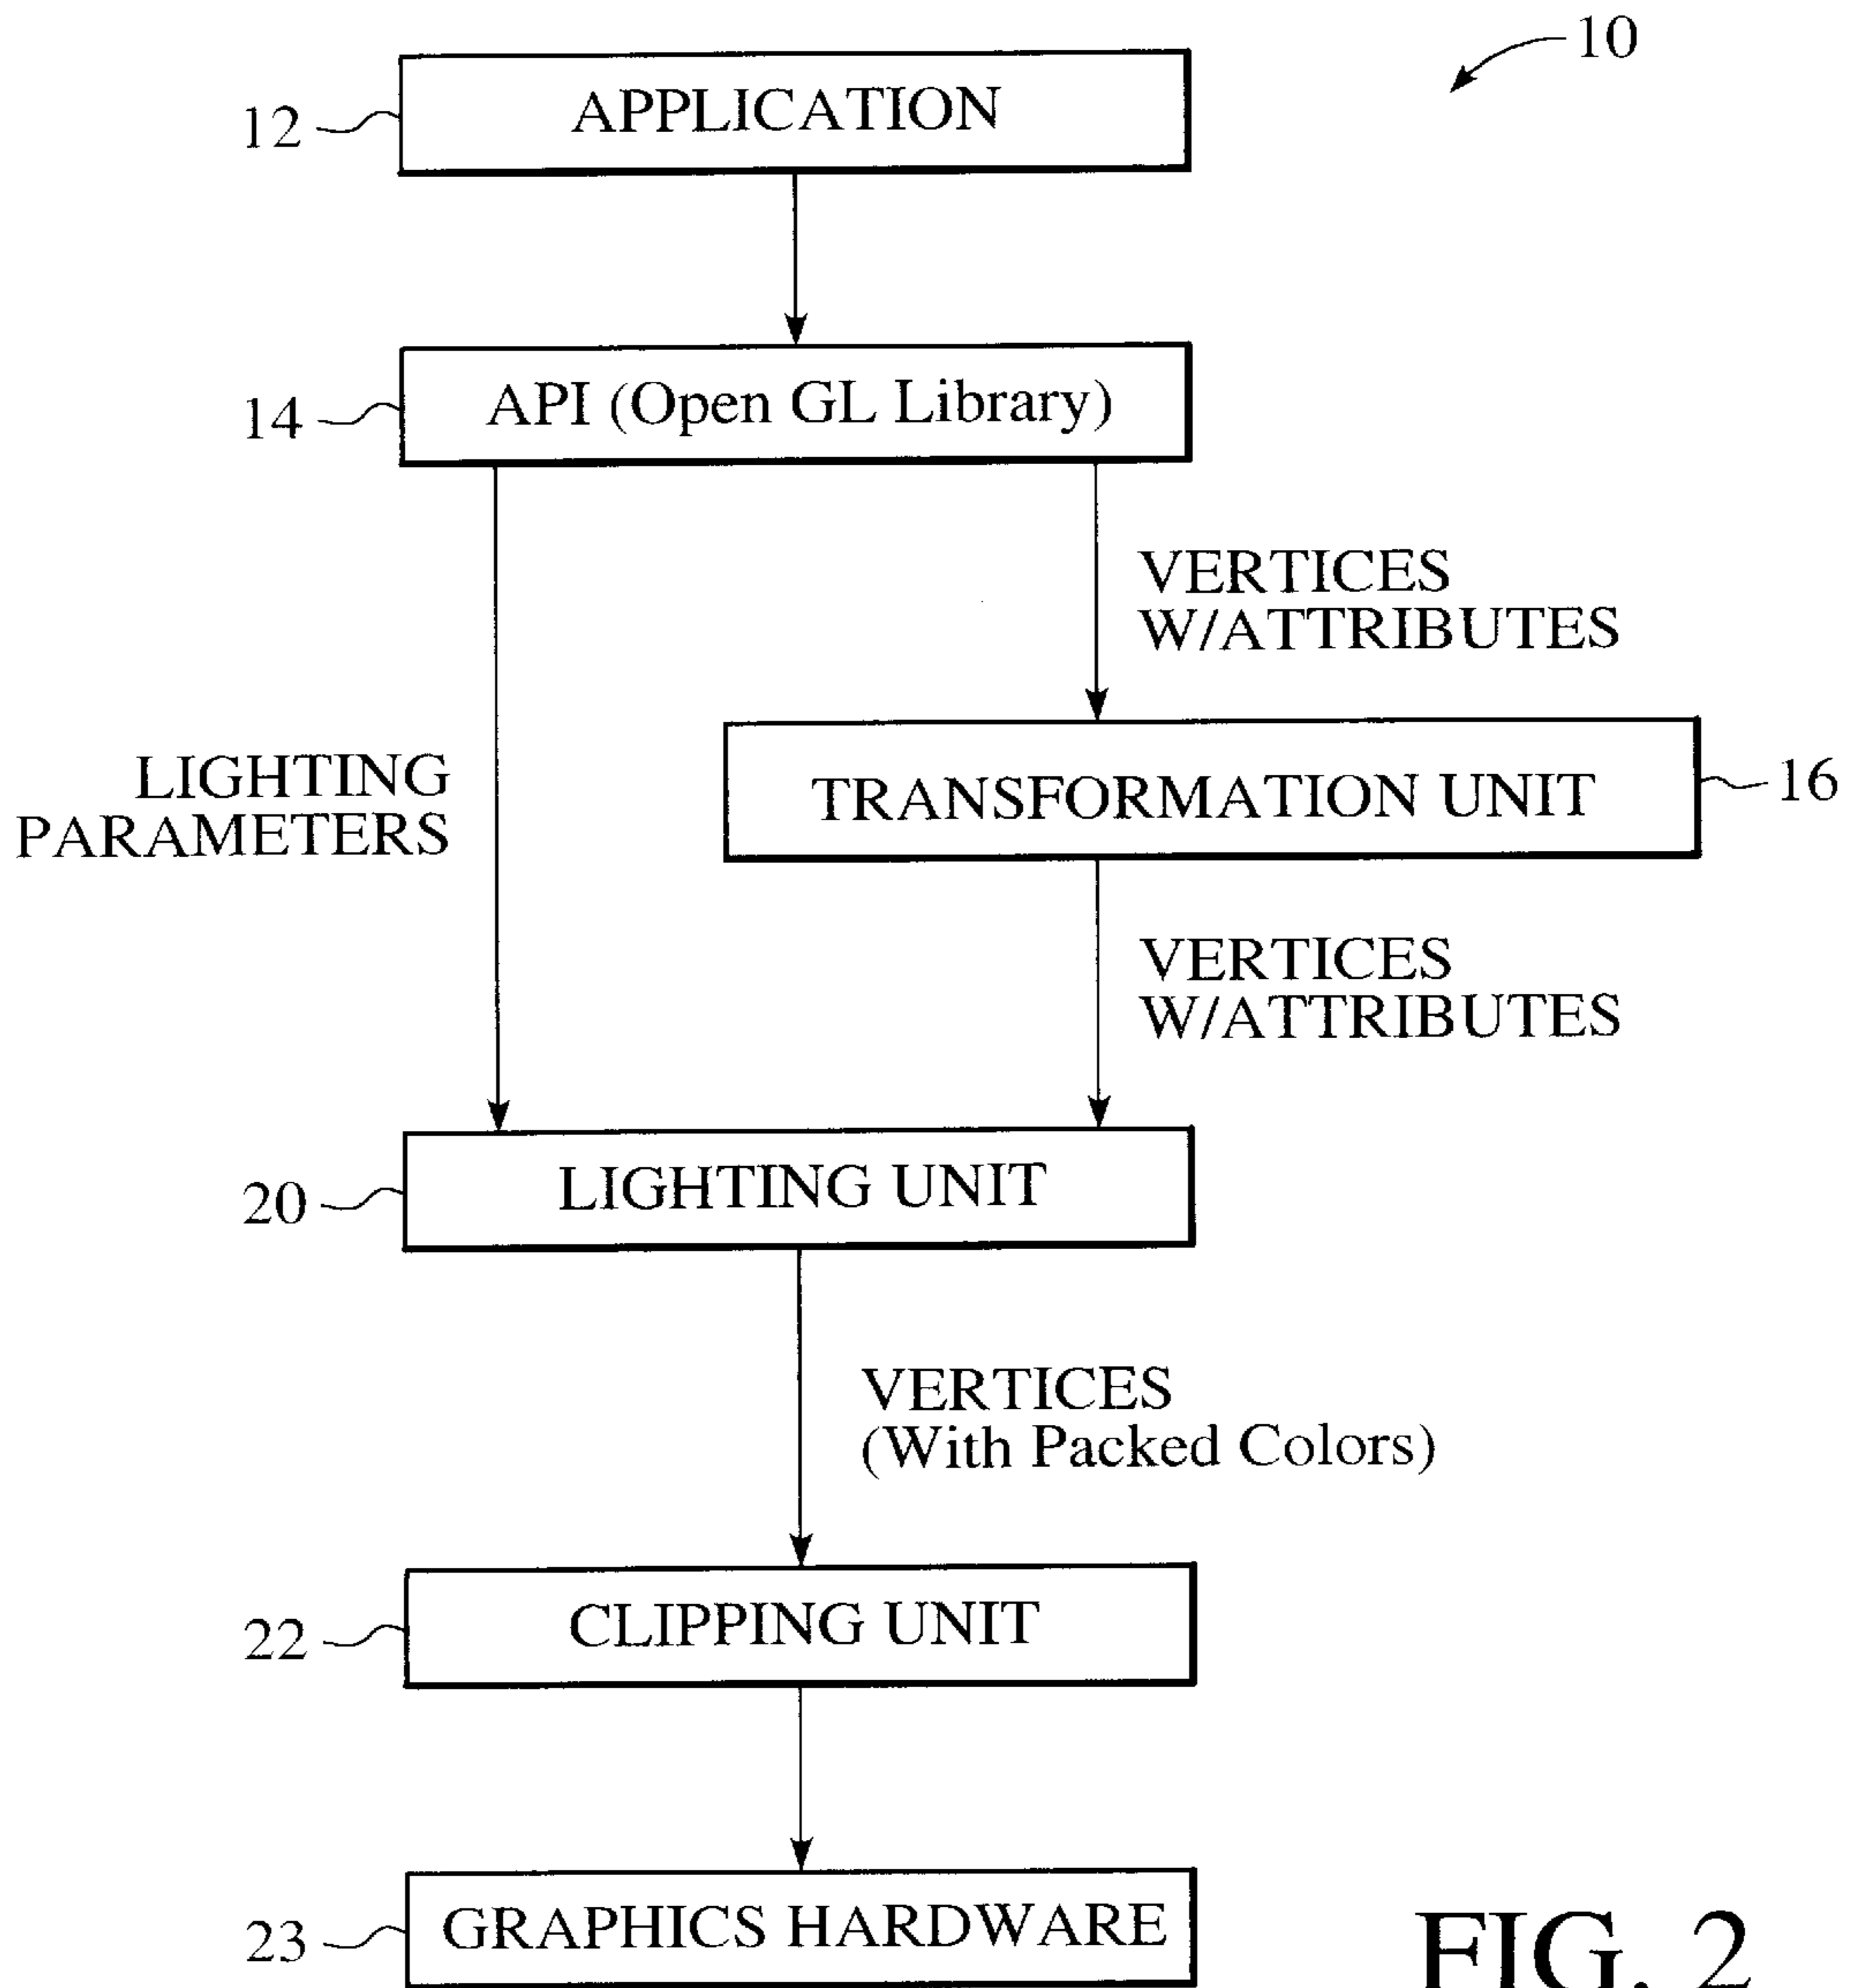 10
12
APPLICATION
14
API (Open GL Library)
VERTICES
W/ATTRIBUTES
LIGHTING
PARAMETERS
TRANSFORMATION UNIT
16
VERTICES
W/ATTRIBUTES
20
LIGHTING UNIT
VERTICES
(With Packed Colors)
22
CLIPPING UNIT
23
GRAPHICS HARDWARE
FIG. 2